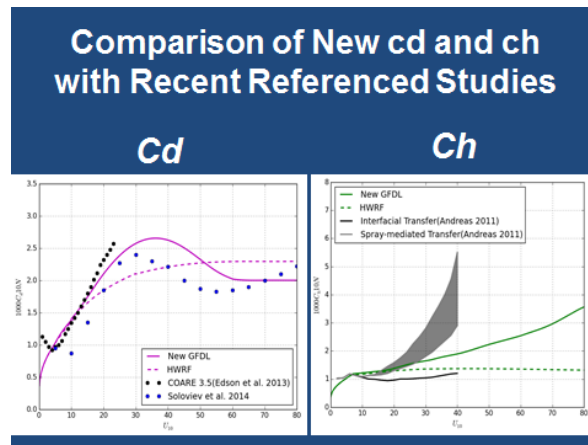 Comparison of New cd and ch
with Recent Referenced Studies
Cd
Ch
3.5
3.0
2.5
2.0
1.5
1.0
0.5
0.0
0 10 20 30 40 50 60 70 80
U10
New GFDL
HWRF
COARE 3.5(Edson et al. 2013)
Soloviev et al. 2014
8
7
6
5
4
3
2
1
0
0 10 20 30 40 50 60 70 80
U10
New GFDL
HWRF
Interfacial Transfer(Andreas 2011)
Spray-mediated Transfer(Andreas 2011)